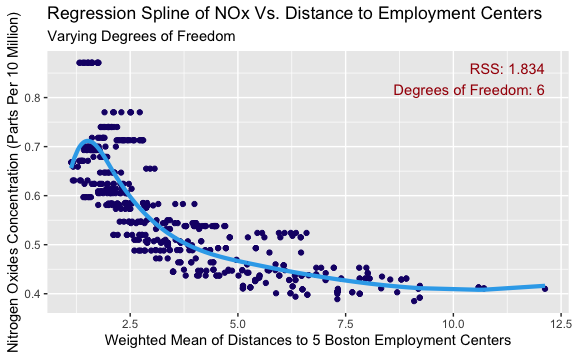 Regression Spline of NOx Vs. Distance to Employment Centers
Varying Degrees of Freedom
RSS: 1.834
Degrees of Freedom: 6
Nitrogen Oxides Concentration (Parts Per 10 Million)
0.8
0.7
0.6
0.5
0.4
2.5 5.0 7.5 10.0 12.5
Weighted Mean of Distances to 5 Boston Employment Centers